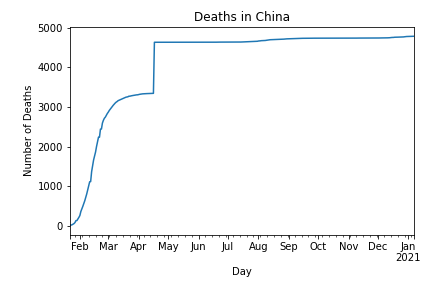 Deaths in China
Number of Deaths
5000
4000
3000
2000
1000
0
Feb Mar Apr May Jun Jul Aug Sep Oct Nov Dec Jan
2021
Day